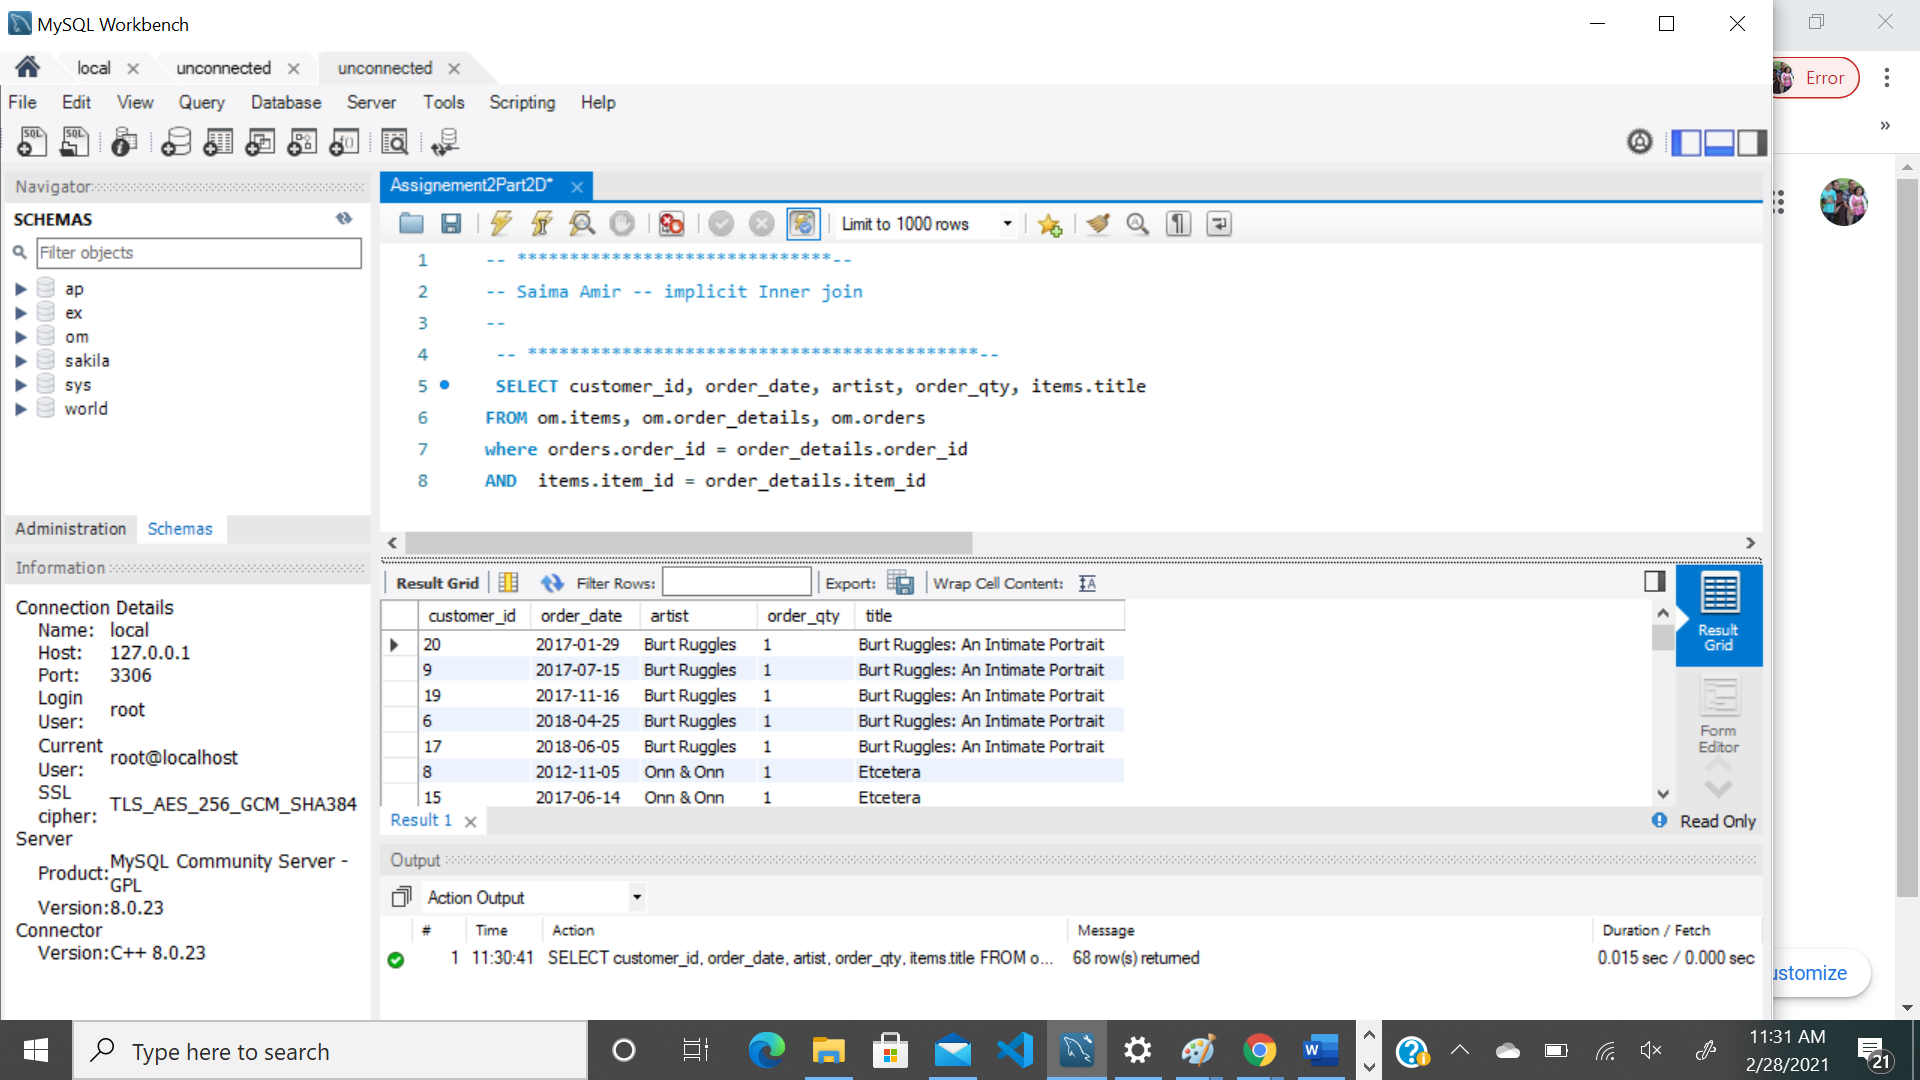 MySQL Workbench
local unconnected unconnected
File Edit View Query Database Server Tools Scripting Help
Error
»
Navigator
SCHEMAS
Filter objects
ap
ex
om
sakila
sys
world
Administration Schemas
Information
Connection Details
Name: local
Host: 127.0.0.1
Port: 3306
Login User: root
Current User: root@localhost
SSL cipher: TLS_AES_256_GCM_SHA384
Server
Product: MySQL Community Server - GPL
Version: 8.0.23
Connector
Version: C++ 8.0.23
Assignement2Part2D*
Limit to 1000 rows
1 -- ******************************--
2 -- Saima Amir -- implicit Inner join
3 --
4 -- *******************************************--
5 SELECT customer_id, order_date, artist, order_qty, items.title
6 FROM om.items, om.order_details, om.orders
7 where orders.order_id = order_details.order_id
8 AND items.item_id = order_details.item_id
Result Grid Filter Rows: Export: Wrap Cell Content:
customer_id order_date artist order_qty title
20 2017-01-29 Burt Ruggles 1 Burt Ruggles: An Intimate Portrait
9 2017-07-15 Burt Ruggles 1 Burt Ruggles: An Intimate Portrait
19 2017-11-16 Burt Ruggles 1 Burt Ruggles: An Intimate Portrait
6 2018-04-25 Burt Ruggles 1 Burt Ruggles: An Intimate Portrait
17 2018-06-05 Burt Ruggles 1 Burt Ruggles: An Intimate Portrait
8 2012-11-05 Onn & Onn 1 Etcetera
15 2017-06-14 Onn & Onn 1 Etcetera
Result Grid
Form Editor
Result 1 Read Only
Output
Action Output
# Time Action Message Duration / Fetch
1 11:30:41 SELECT customer_id, order_date, artist, order_qty, items.title FROM o... 68 row(s) returned 0.015 sec / 0.000 sec
ustomize
Type here to search
11:31 AM
2/28/2021
21